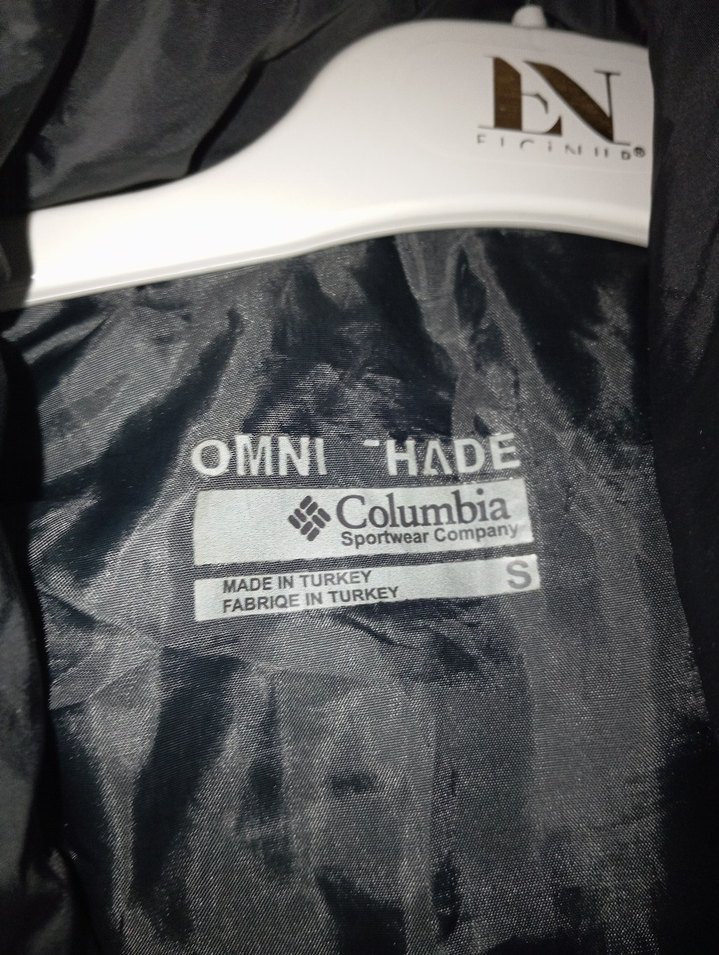 EN
OMNI HADE
Columbia
Sportwear Company
MADE IN TURKEY
FABRIQE IN TURKEY
S